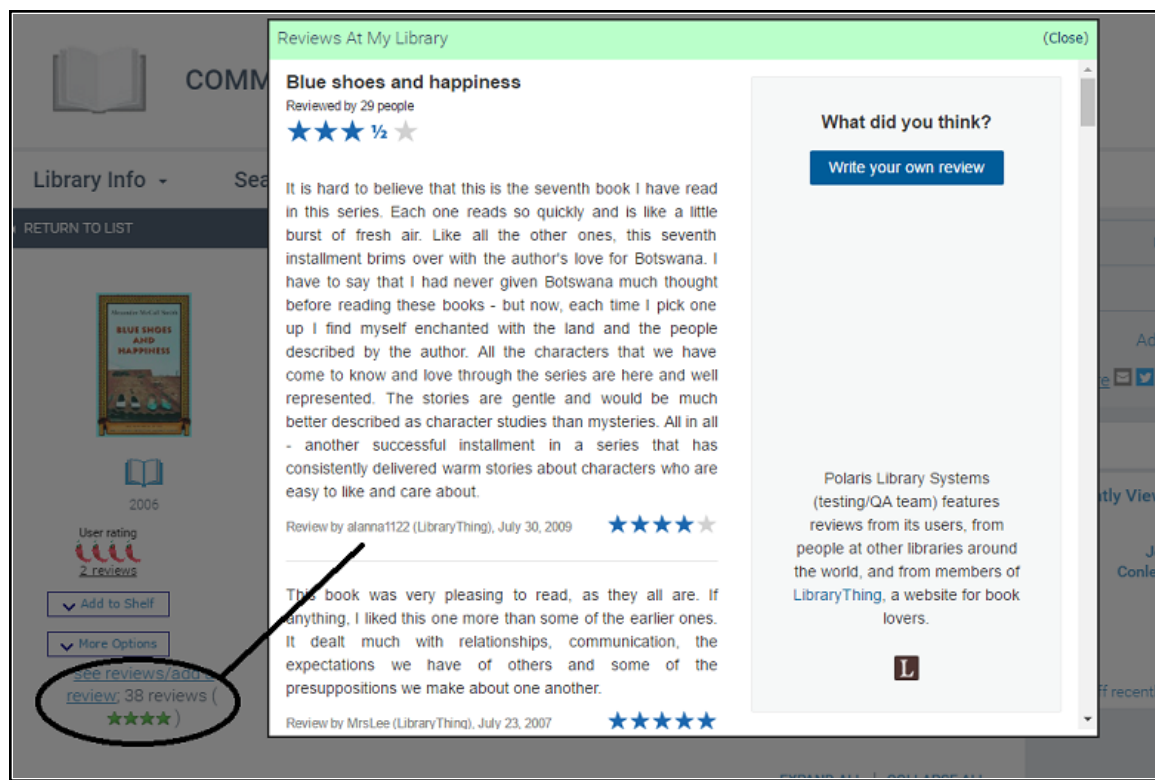 COMM
Library Info
Sea
RETURN TO LIST
Alexander McCall Smith
BLUE SHOES
AND
HAPPINESS
2006
User rating
2 reviews
Add to Shelf
More Options
see reviews/add a
review; 38 reviews (
★★★★)
Reviews At My Library
(Close)
Blue shoes and happiness
Reviewed by 29 people
★★★ ½ ★
It is hard to believe that this is the seventh book I have read
in this series. Each one reads so quickly and is like a little
burst of fresh air. Like all the other ones, this seventh
installment brims over with the author's love for Botswana. I
have to say that I had never given Botswana much thought
before reading these books - but now, each time I pick one
up I find myself enchanted with the land and the people
described by the author. All the characters that we have
come to know and love through the series are here and well
represented. The stories are gentle and would be much
better described as character studies than mysteries. All in all
- another successful installment in a series that has
consistently delivered warm stories about characters who are
easy to like and care about.
Review by alanna1122 (LibraryThing), July 30, 2009
This book was very pleasing to read, as they all are. If
anything, I liked this one more than some of the earlier ones.
It dealt much with relationships, communication, the
expectations we have of others and some of the
presuppositions we make about one another.
Review by MrsLee (LibraryThing), July 23, 2007
What did you think?
Write your own review
Polaris Library Systems
(testing/QA team) features
reviews from its users, from
people at other libraries around
the world, and from members of
LibraryThing, a website for book
lovers.
L
Ad
e
tly View
J
Conle
ff recent